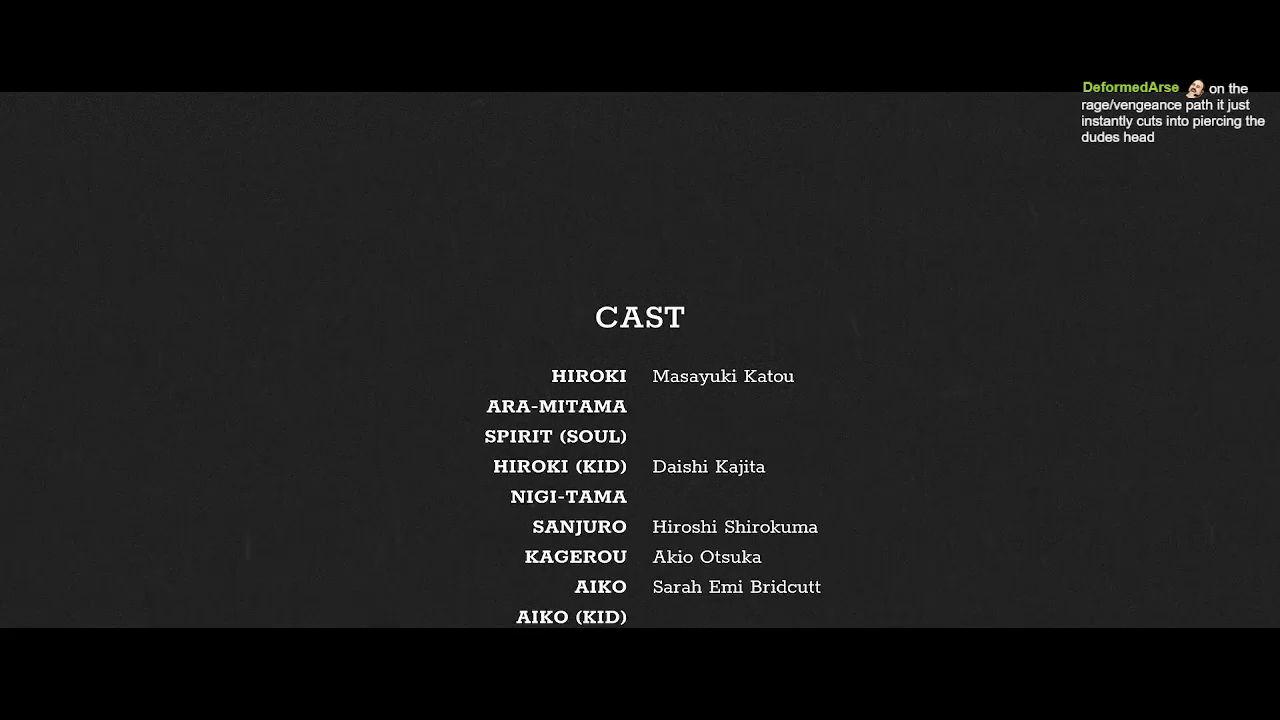 DeformedArse on the
rage/vengeance path it just
instantly cuts into piercing the
dudes head
CAST
HIROKI Masayuki Katou
ARA-MITAMA
SPIRIT (SOUL)
HIROKI (KID) Daishi Kajita
NIGI-TAMA
SANJURO Hiroshi Shirokuma
KAGEROU Akio Otsuka
AIKO Sarah Emi Bridcutt
AIKO (KID)